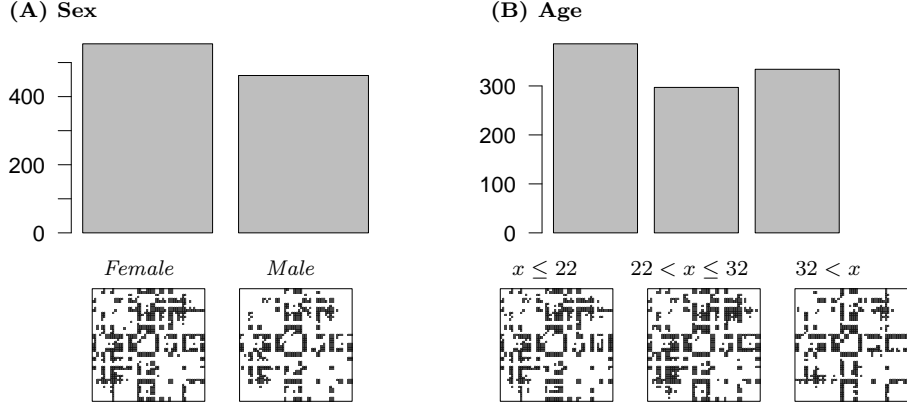 (A) Sex
(B) Age
400
200
0
300
200
100
0
Female
Male
x ≤ 22
22 < x ≤ 32
32 < x